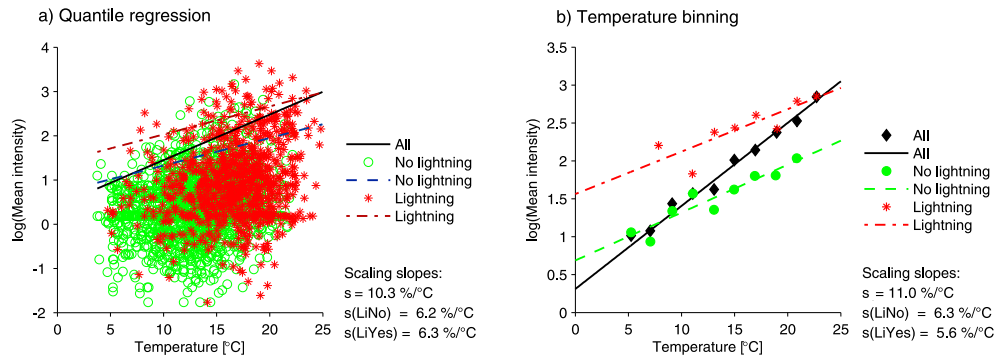 a) Quantile regression
log(Mean intensity)
4
3
2
1
0
-1
-2
0 5 10 15 20 25
Temperature [°C]
All
No lightning
No lightning
Lightning
Lightning
Scaling slopes:
s = 10.3 %/°C
s(LiNo) = 6.2 %/°C
s(LiYes) = 6.3 %/°C
b) Temperature binning
log(Mean intensity)
3.5
3
2.5
2
1.5
1
0.5
0
0 5 10 15 20 25
Temperature [°C]
All
All
No lightning
No lightning
Lightning
Lightning
Scaling slopes:
s = 11.0 %/°C
s(LiNo) = 6.3 %/°C
s(LiYes) = 5.6 %/°C